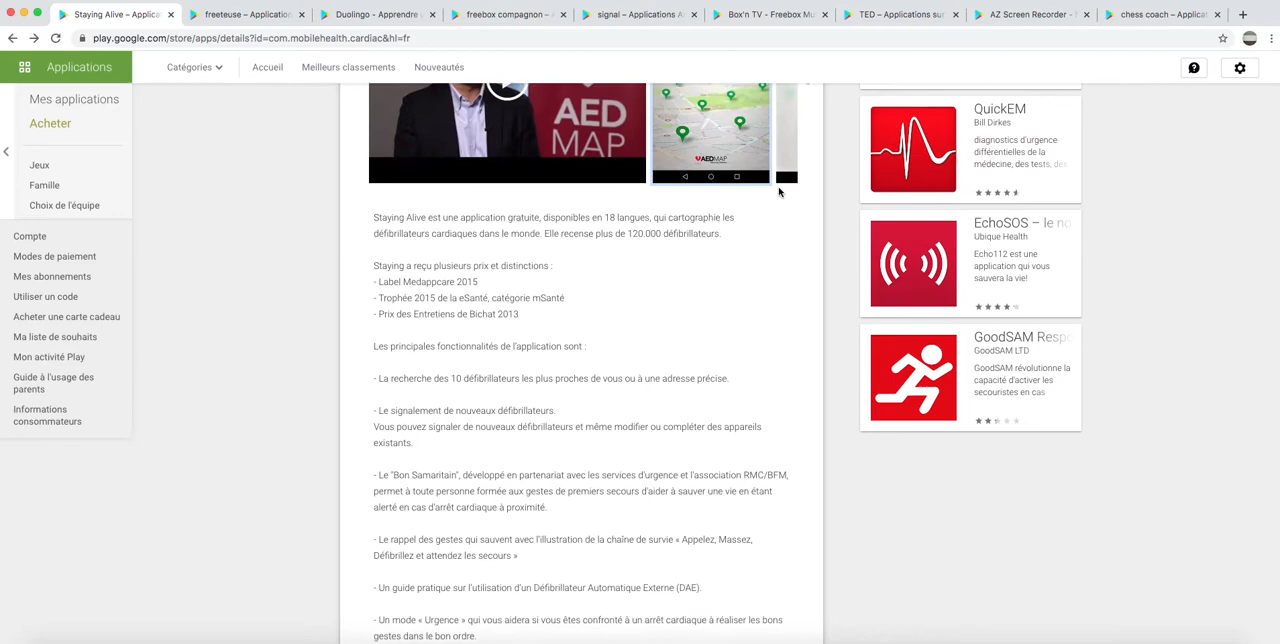 Staying Alive – Applicat
freeteuse – Application
Duolingo - Apprendre
freebox compagnon –
signal – Applications A
Box'n TV - Freebox Mu
TED – Applications sur
AZ Screen Recorder -
chess coach – Applicat
play.google.com/store/apps/details?id=com.mobilehealth.cardiac&hl=fr
Applications
Catégories
Accueil
Meilleurs classements
Nouveautés
Mes applications
Acheter
Jeux
Famille
Choix de l'équipe
Compte
Modes de paiement
Mes abonnements
Utiliser un code
Acheter une carte cadeau
Ma liste de souhaits
Mon activité Play
Guide à l'usage des
parents
Informations
consommateurs
AED
MAP
AEDMAP
Staying Alive est une application gratuite, disponibles en 18 langues, qui cartographie les
défibrillateurs cardiaques dans le monde. Elle recense plus de 120.000 défibrillateurs.
Staying a reçu plusieurs prix et distinctions :
- Label Medappcare 2015
- Trophée 2015 de la eSanté, catégorie mSanté
- Prix des Entretiens de Bichat 2013
Les principales fonctionnalités de l'application sont :
- La recherche des 10 défibrillateurs les plus proches de vous ou à une adresse précise.
- Le signalement de nouveaux défibrillateurs.
Vous pouvez signaler de nouveaux défibrillateurs et même modifier ou compléter des appareils
existants.
- Le "Bon Samaritain", développé en partenariat avec les services d'urgence et l'association RMC/BFM,
permet à toute personne formée aux gestes de premiers secours d'aider à sauver une vie en étant
alerté en cas d'arrêt cardiaque à proximité.
- Le rappel des gestes qui sauvent avec l'illustration de la chaîne de survie « Appelez, Massez,
Défibrillez et attendez les secours »
- Un guide pratique sur l'utilisation d'un Défibrillateur Automatique Externe (DAE).
- Un mode « Urgence » qui vous aidera si vous êtes confronté à un arrêt cardiaque à réaliser les bons
gestes dans le bon ordre.
QuickEM
Bill Dirkes
diagnostics d'urgence
différentielles de la
médecine, des tests, des
EchoSOS – le no
Ubique Health
Echo112 est une
application qui vous
sauvera la vie!
GoodSAM Respo
GoodSAM LTD
GoodSAM révolutionne la
capacité d'activer les
secouristes en cas